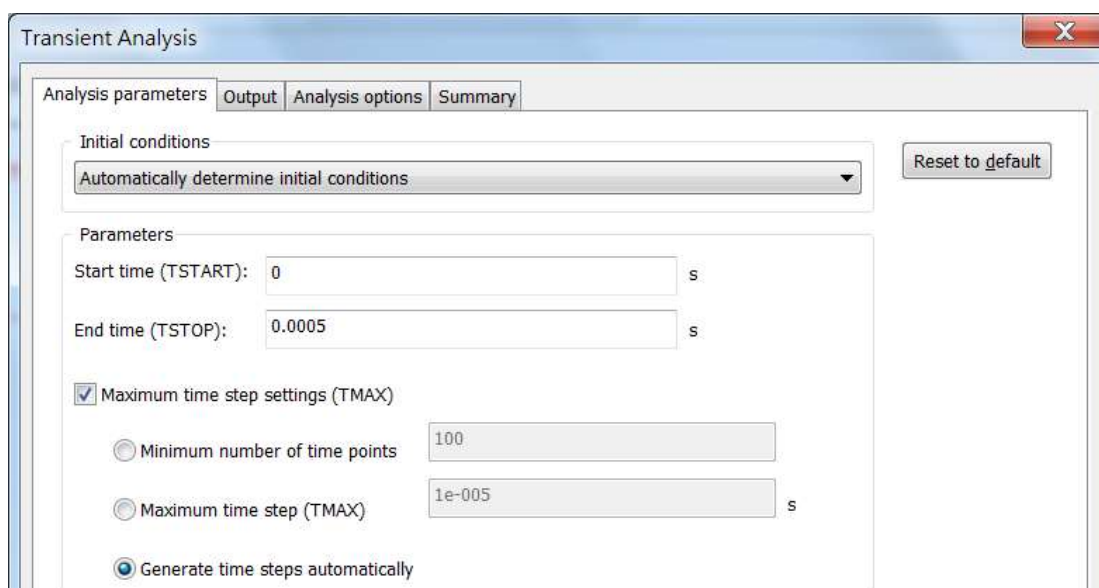 Transient Analysis
Analysis parameters Output Analysis options Summary
Initial conditions
Automatically determine initial conditions
Reset to default
Parameters
Start time (TSTART): 0 s
End time (TSTOP): 0.0005 s
Maximum time step settings (TMAX)
Minimum number of time points 100
Maximum time step (TMAX) 1e-005 s
Generate time steps automatically